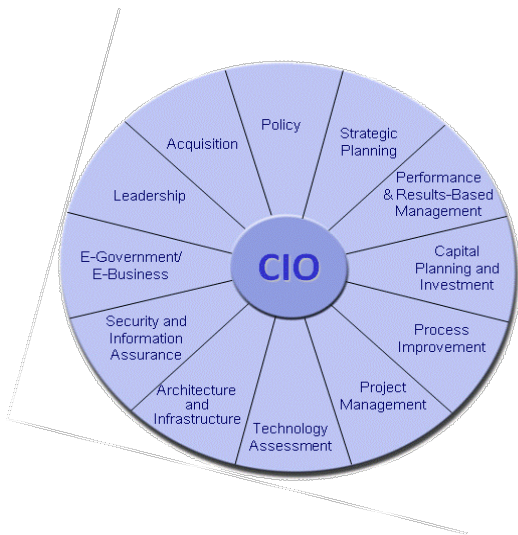 Policy
Strategic
Planning
Performance
& Results-Based
Management
Capital
Planning and
Investment
Process
Improvement
Project
Management
Technology
Assessment
Architecture
and
Infrastructure
Security and
Information
Assurance
E-Government/
E-Business
Leadership
Acquisition
CIO